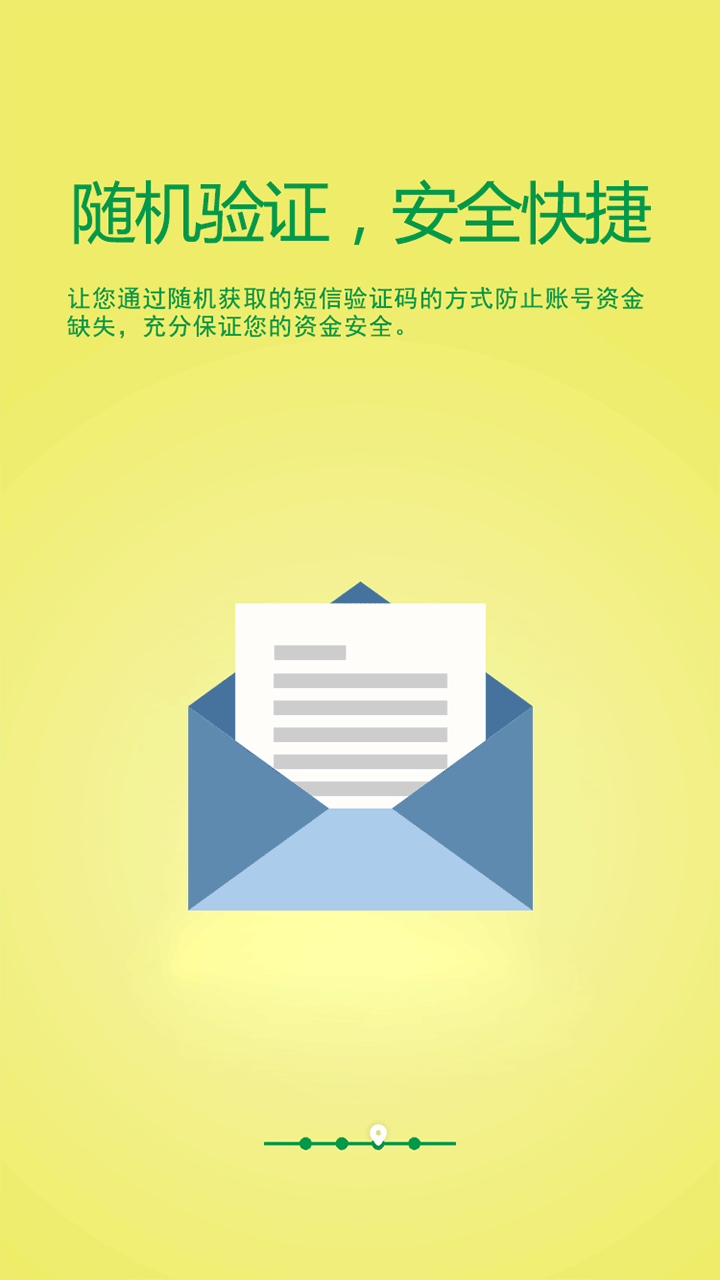 随机验证，安全快捷
让您通过随机获取的短信验证码的方式防止账号资金
缺失，充分保证您的资金安全。